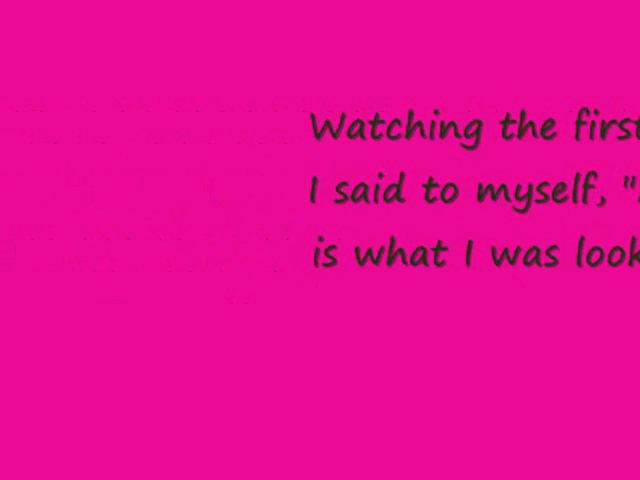 Watching the first
I said to myself, "
is what I was look